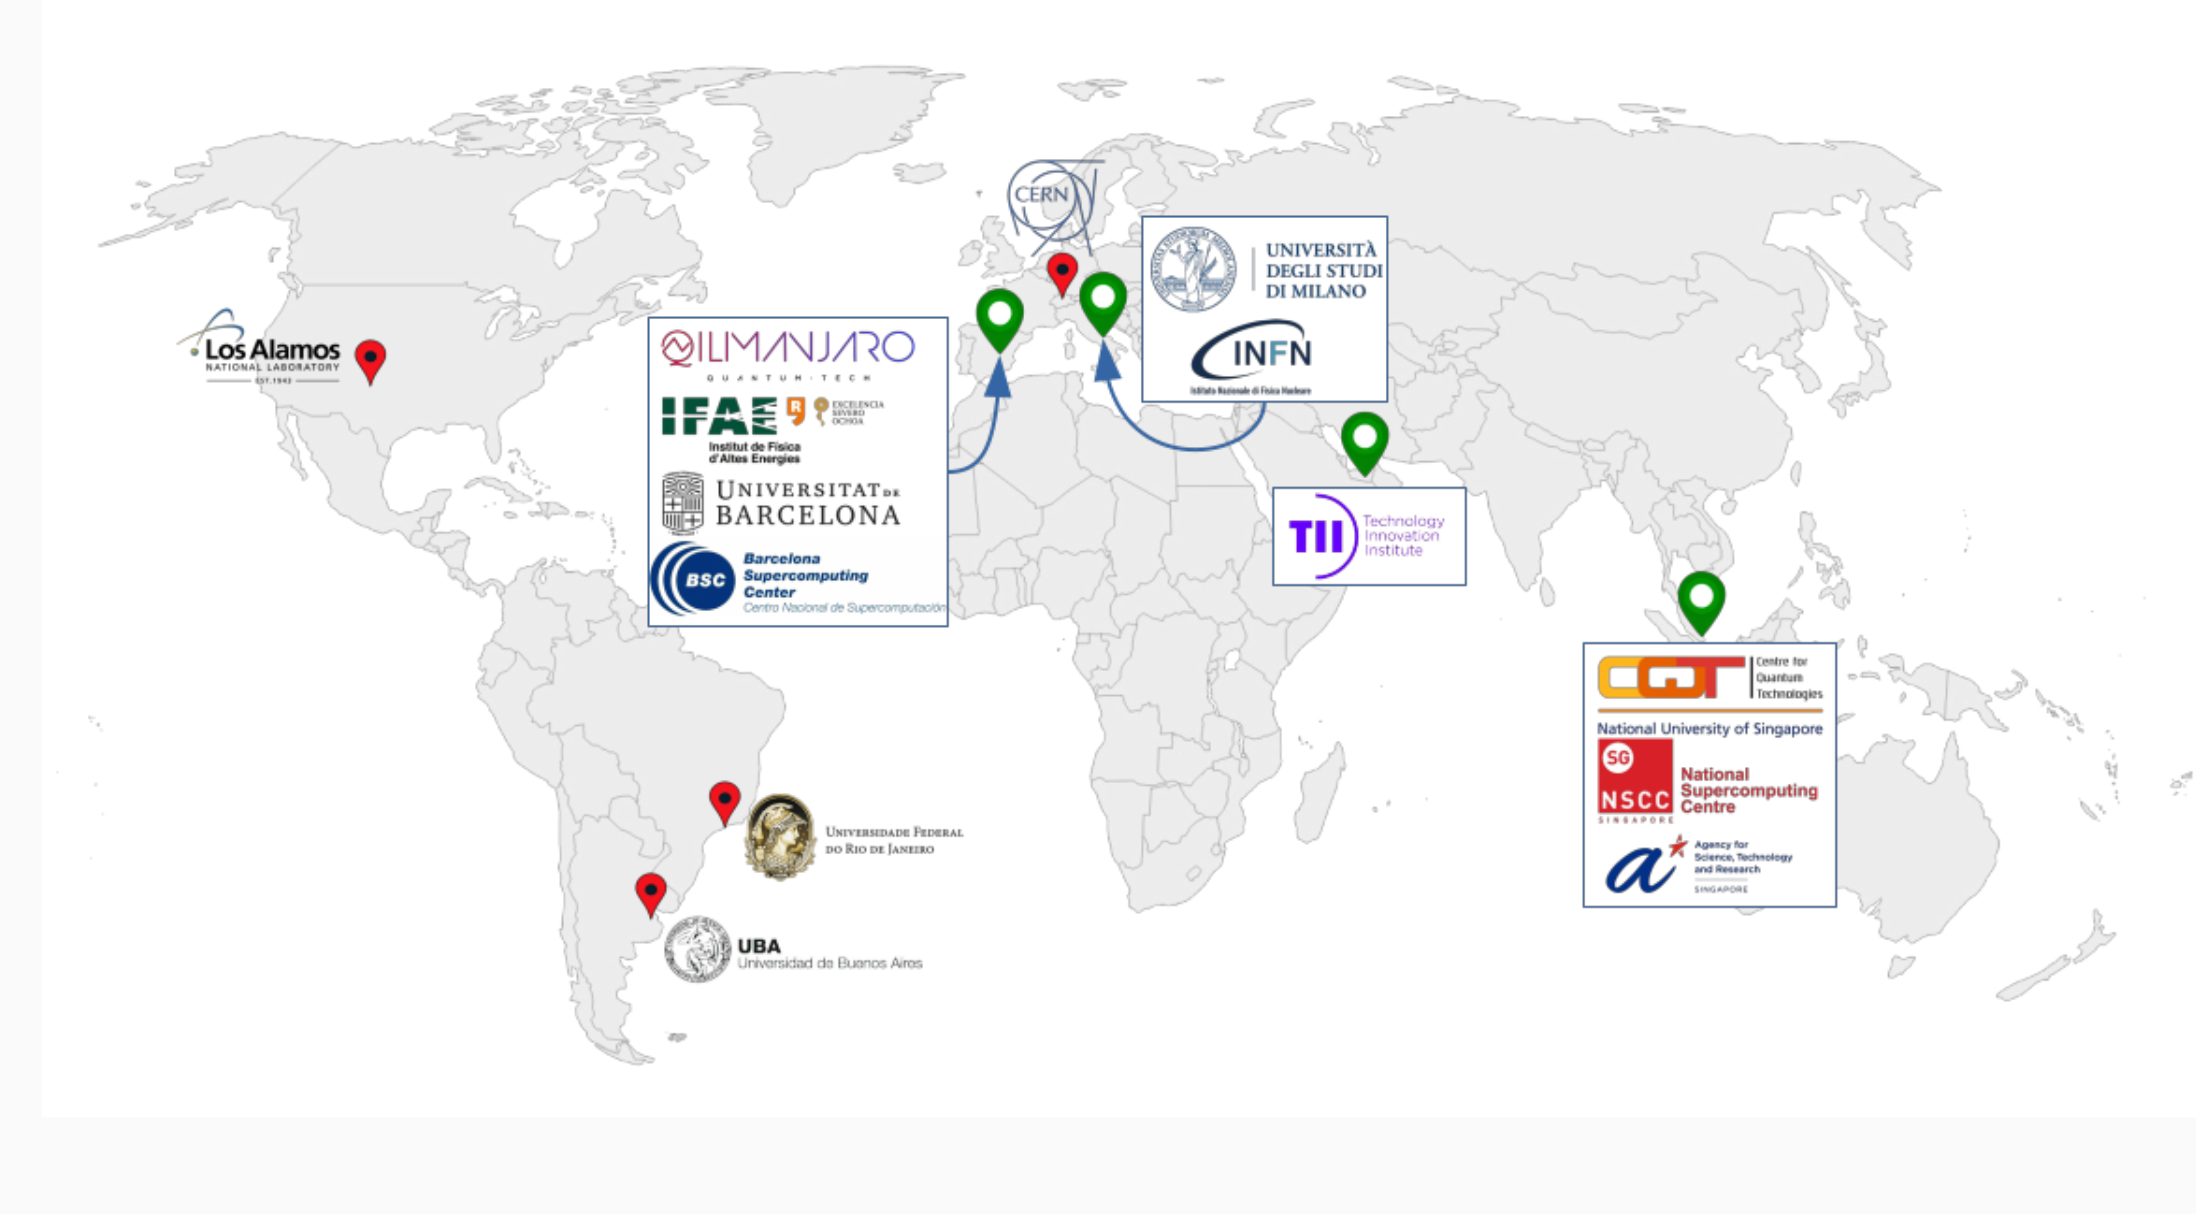 CERN
UNIVERSITÀ
DEGLI STUDI
DI MILANO
INFN
Istituto Nazionale di Fisica Nucleare
Los Alamos
NATIONAL LABORATORY
EST.1943
QILIMANJARO
QUANTUM · TECH
IFAE
EXCELENCIA
SEVERO
OCHOA
Institut de Física
d'Altes Energies
UNIVERSITAT DE
BARCELONA
BSC
Barcelona
Supercomputing
Center
Centro Nacional de Supercomputación
TII
Technology
Innovation
Institute
CQT
Centre for
Quantum
Technologies
National University of Singapore
SG
NSCC
SINGAPORE
National
Supercomputing
Centre
Agency for
Science, Technology
and Research
SINGAPORE
UNIVERSIDADE FEDERAL
DO RIO DE JANEIRO
UBA
Universidad de Buenos Aires